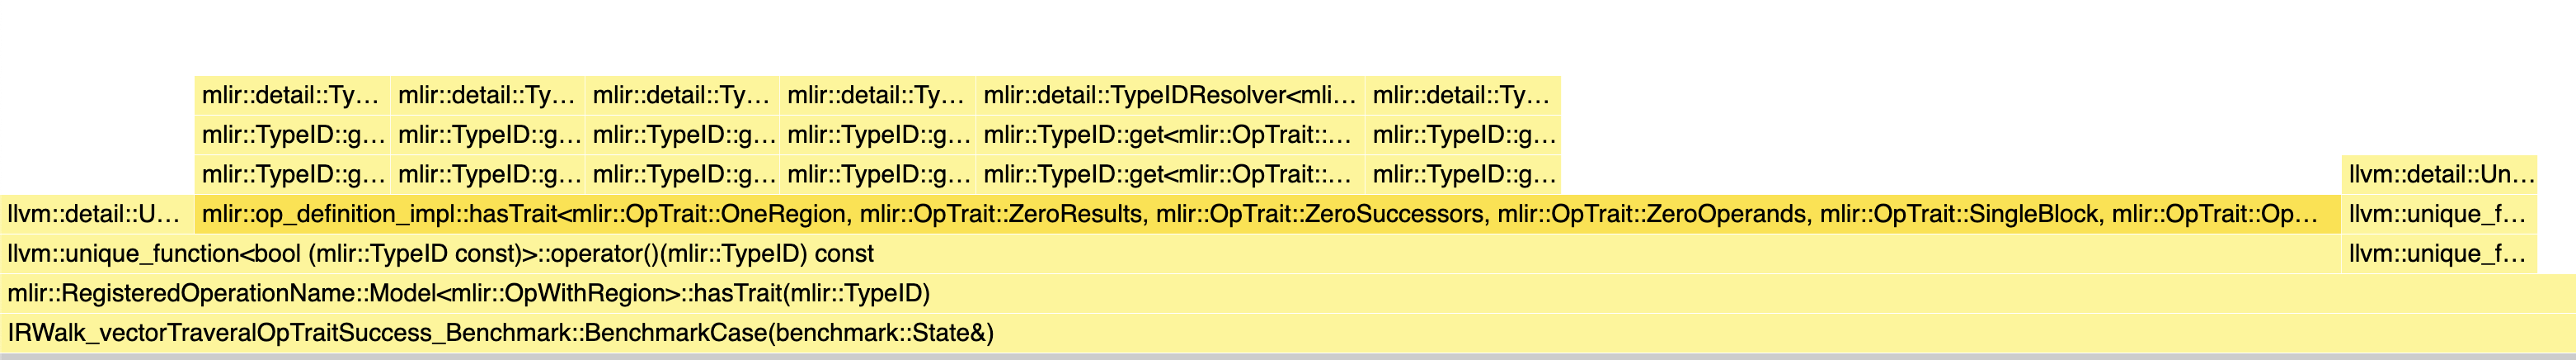 mlir::detail::Ty… mlir::detail::Ty… mlir::detail::Ty… mlir::detail::Ty… mlir::detail::TypeIDResolver<mli… mlir::detail::Ty…
mlir::TypeID::g… mlir::TypeID::g… mlir::TypeID::g… mlir::TypeID::g… mlir::TypeID::get<mlir::OpTrait::… mlir::TypeID::g…
mlir::TypeID::g… mlir::TypeID::g… mlir::TypeID::g… mlir::TypeID::g… mlir::TypeID::get<mlir::OpTrait::… mlir::TypeID::g… llvm::detail::Un…
llvm::detail::U… mlir::op_definition_impl::hasTrait<mlir::OpTrait::OneRegion, mlir::OpTrait::ZeroResults, mlir::OpTrait::ZeroSuccessors, mlir::OpTrait::ZeroOperands, mlir::OpTrait::SingleBlock, mlir::OpTrait::Op… llvm::unique_f…
llvm::unique_function<bool (mlir::TypeID const)>::operator()(mlir::TypeID) const llvm::unique_f…
mlir::RegisteredOperationName::Model<mlir::OpWithRegion>::hasTrait(mlir::TypeID)
IRWalk_vectorTraveralOpTraitSuccess_Benchmark::BenchmarkCase(benchmark::State&)